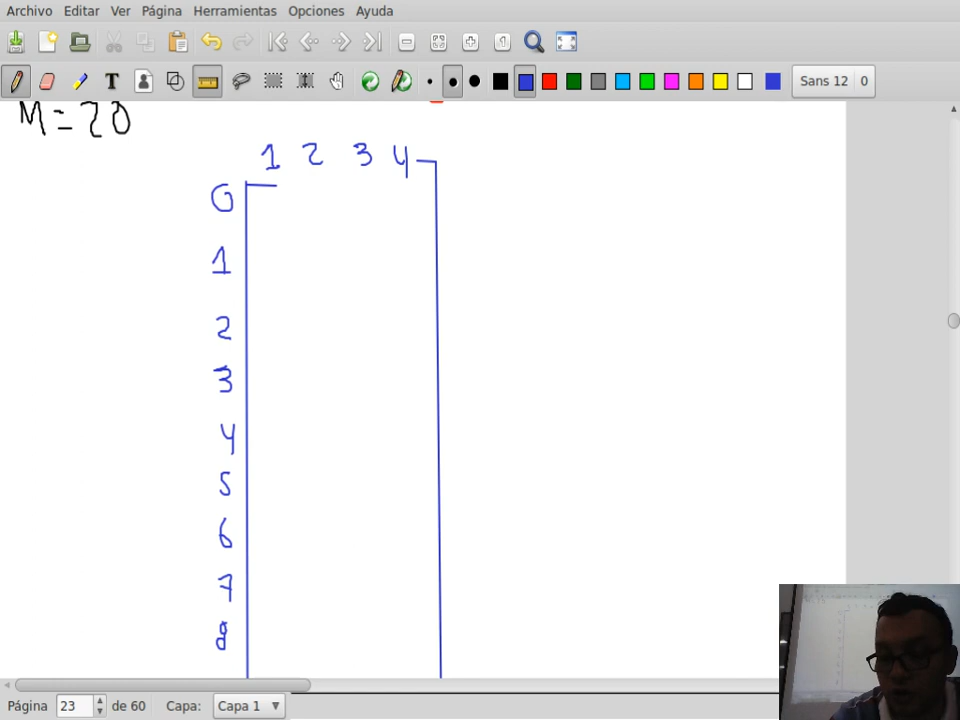 Archivo Editar Ver Página Herramientas Opciones Ayuda
T Sans 12 0
M=20
1 2 3 4
0
1
2
3
4
5
6
7
8
Página 23 de 60 Capa: Capa 1